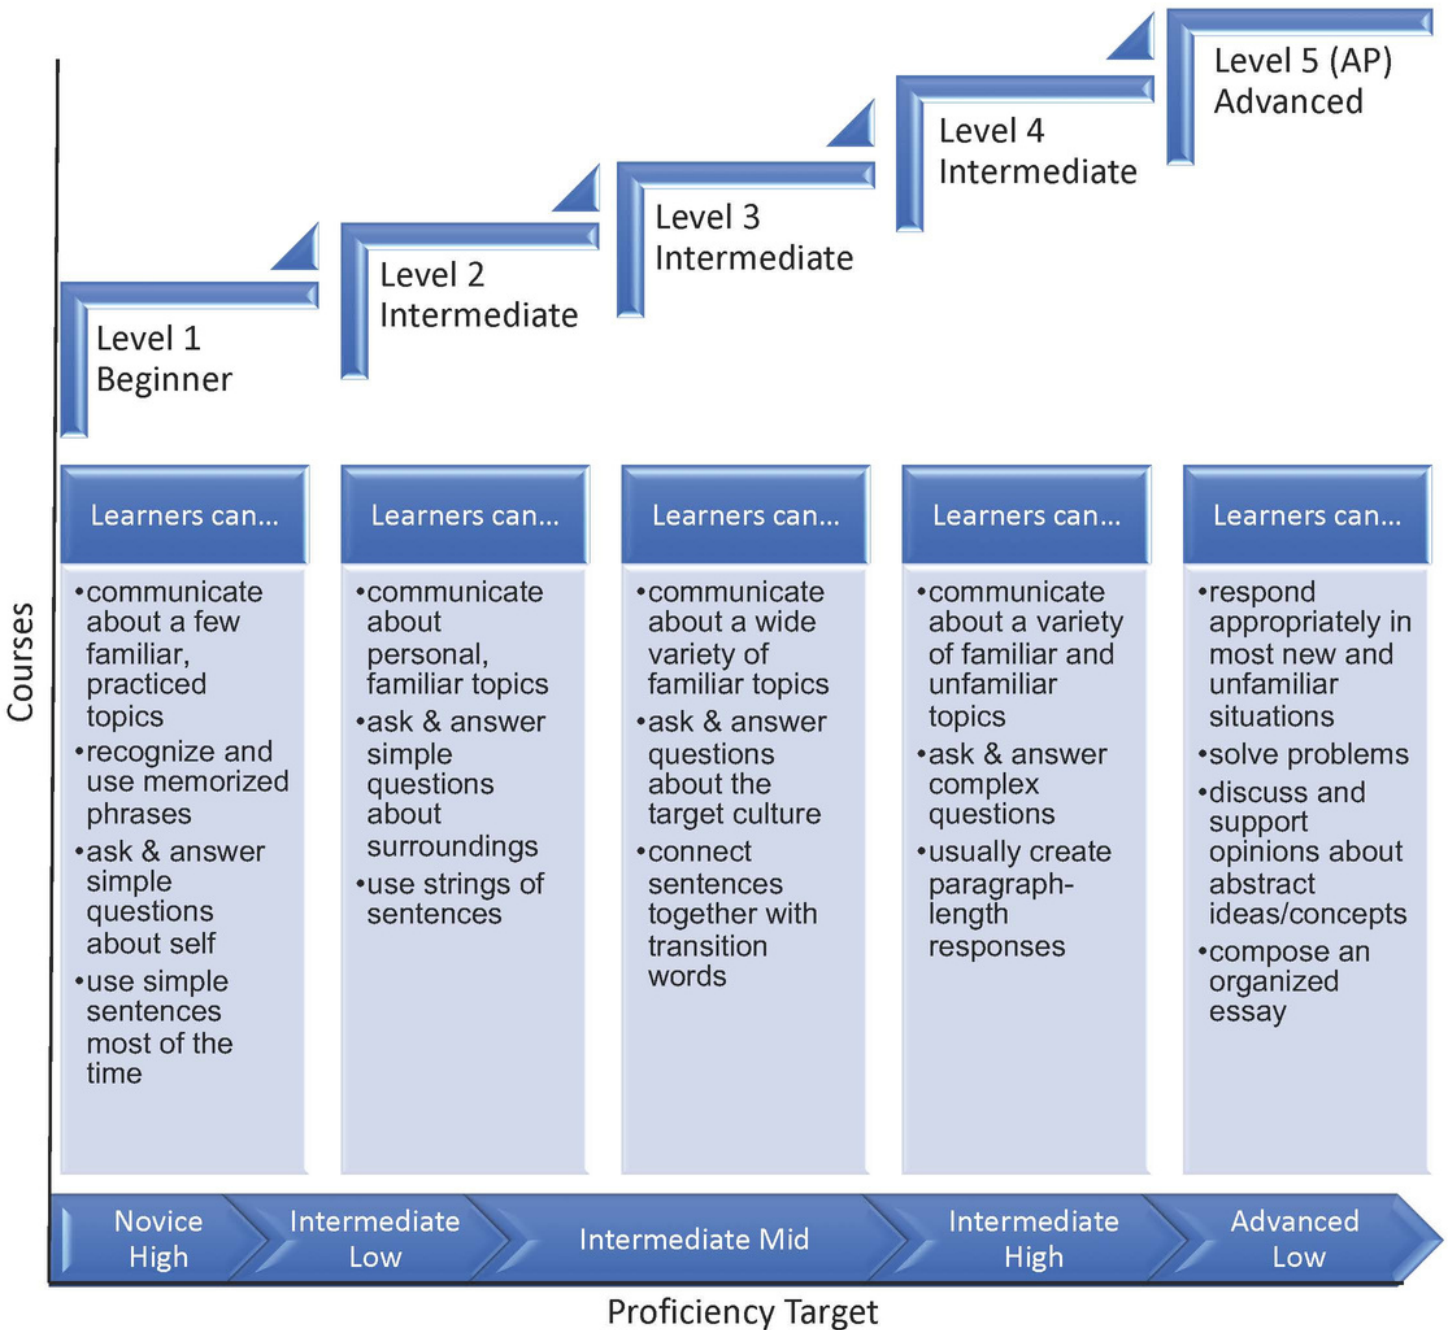 Level 1
Beginner
Level 2
Intermediate
Level 3
Intermediate
Level 4
Intermediate
Level 5 (AP)
Advanced
Courses
Learners can...
•communicate
about a few
familiar,
practiced
topics
•recognize and
use memorized
phrases
•ask & answer
simple
questions
about self
•use simple
sentences
most of the
time
Learners can...
•communicate
about
personal,
familiar topics
•ask & answer
simple
questions
about
surroundings
•use strings of
sentences
Learners can...
•communicate
about a wide
variety of
familiar topics
•ask & answer
questions
about the
target culture
•connect
sentences
together with
transition
words
Learners can...
•communicate
about a variety
of familiar and
unfamiliar
topics
•ask & answer
complex
questions
•usually create
paragraph-
length
responses
Learners can...
•respond
appropriately in
most new and
unfamiliar
situations
•solve problems
•discuss and
support
opinions about
abstract
ideas/concepts
•compose an
organized
essay
Novice
High
Intermediate
Low
Intermediate Mid
Intermediate
High
Advanced
Low
Proficiency Target